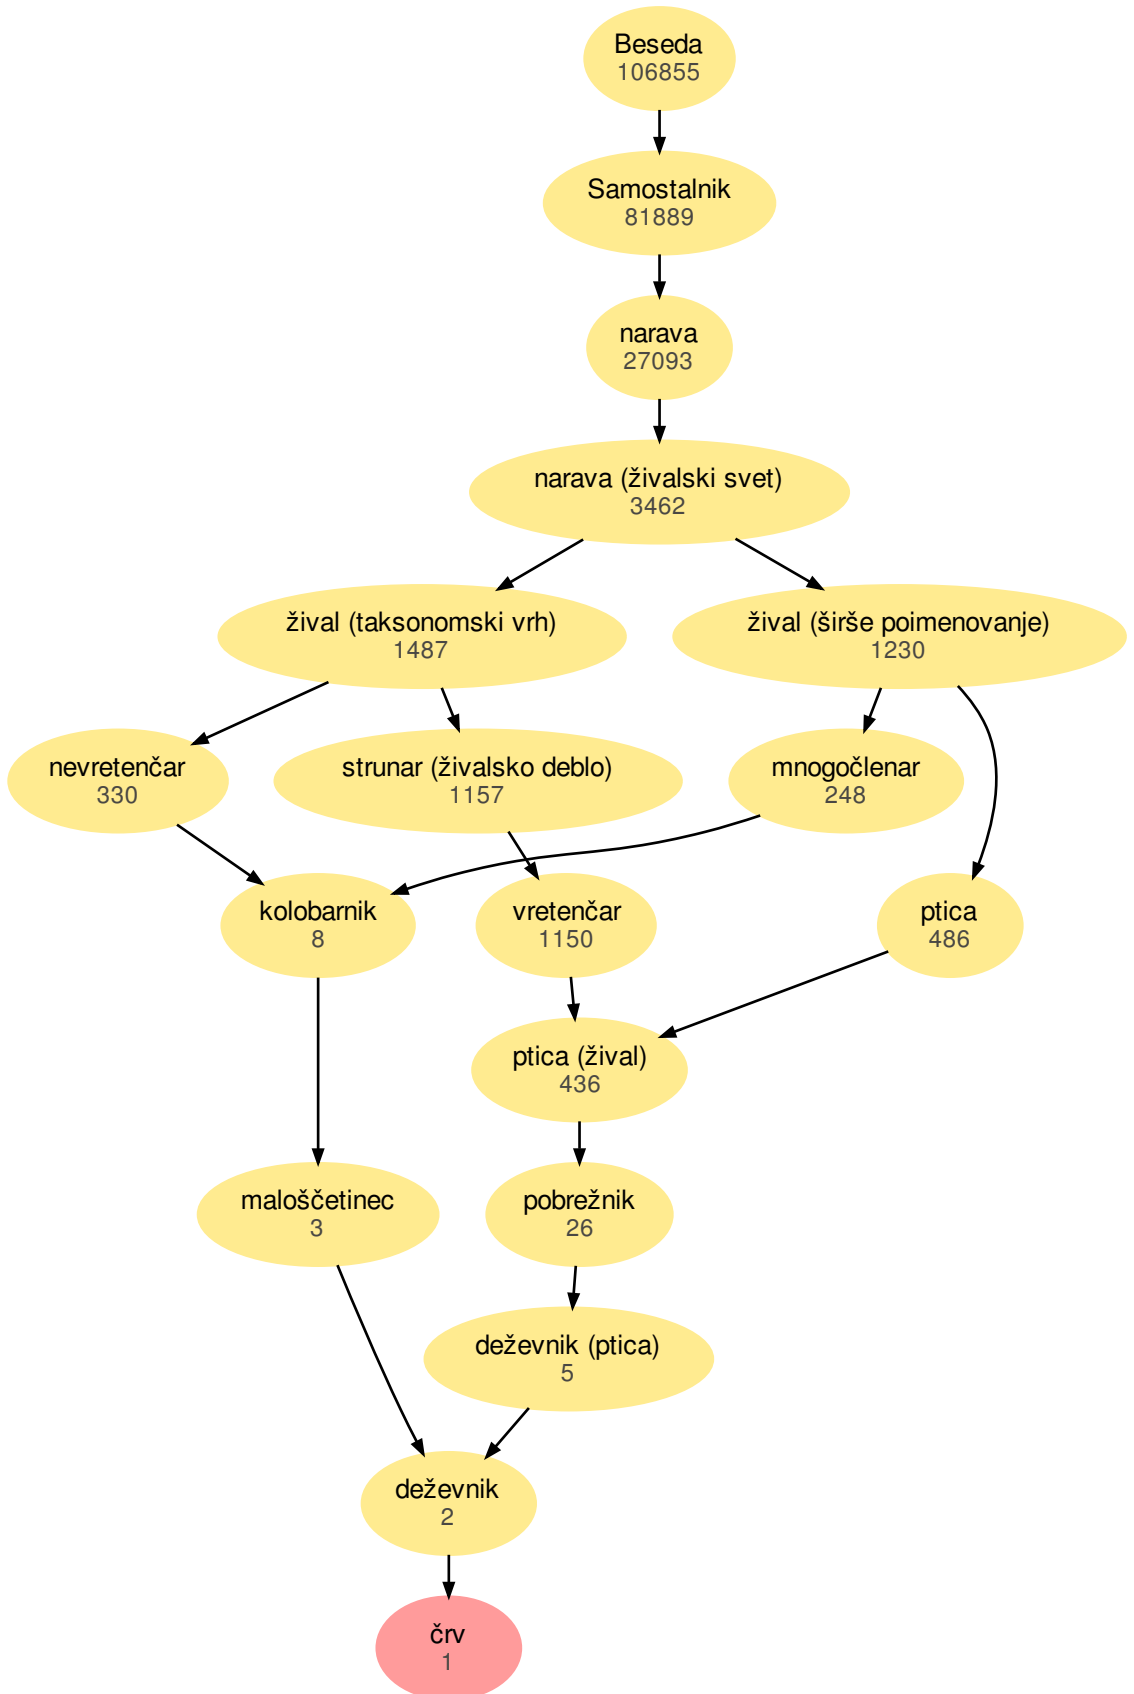 Beseda
106855
Samostalnik
81889
narava
27093
narava (živalski svet)
3462
žival (taksonomski vrh)
1487
žival (širše poimenovanje)
1230
nevretenčar
330
strunar (živalsko deblo)
1157
mnogočlenar
248
kolobarnik
8
vretenčar
1150
ptica
486
ptica (žival)
436
maloščetinec
3
pobrežnik
26
deževnik (ptica)
5
deževnik
2
črv
1